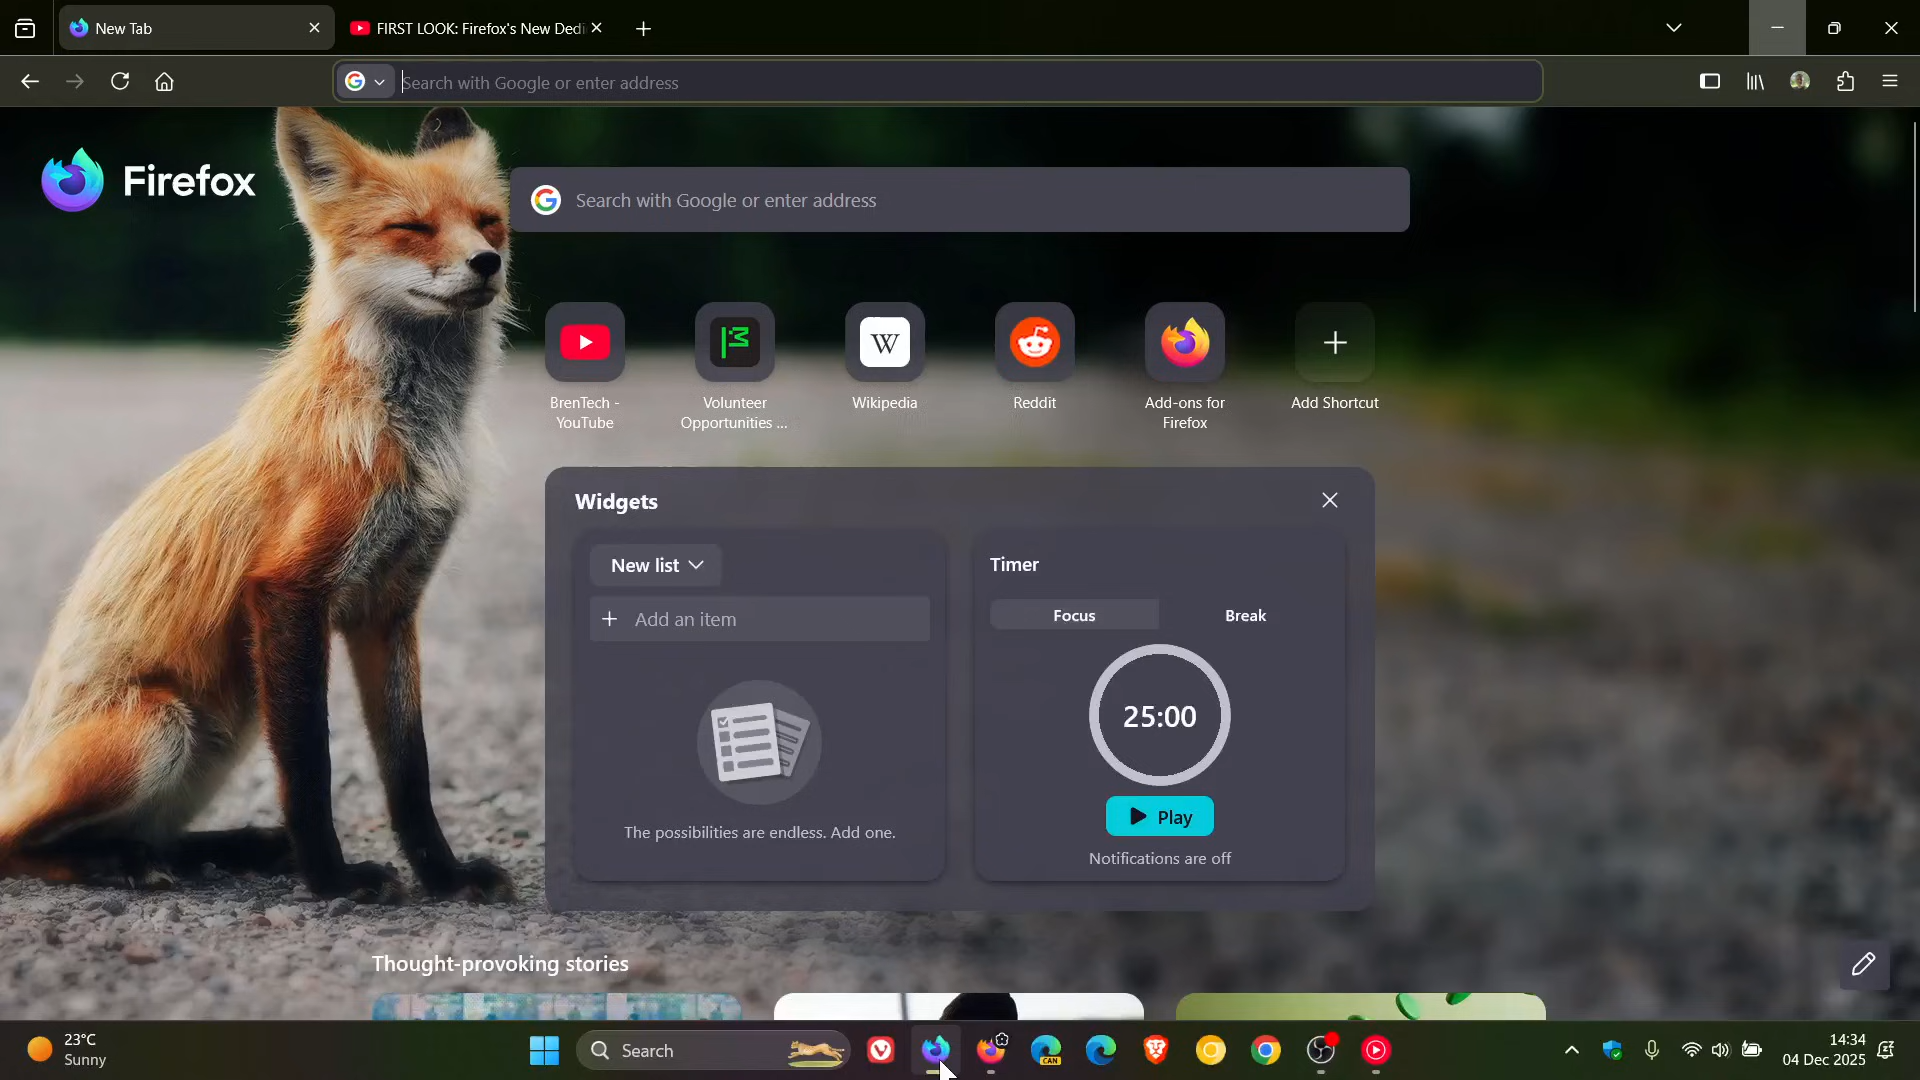 New Tab
FIRST LOOK: Firefox's New Dedi
Search with Google or enter address
Firefox
Search with Google or enter address
BrenTech -
YouTube
Volunteer
Opportunities ...
W
Wikipedia
Reddit
Add-ons for
Firefox
Add Shortcut
Widgets
New list
Add an item
The possibilities are endless. Add one.
Timer
Focus
Break
25:00
Play
Notifications are off
Thought-provoking stories
23°C
Sunny
Search
CAN
14:34
04 Dec 2025